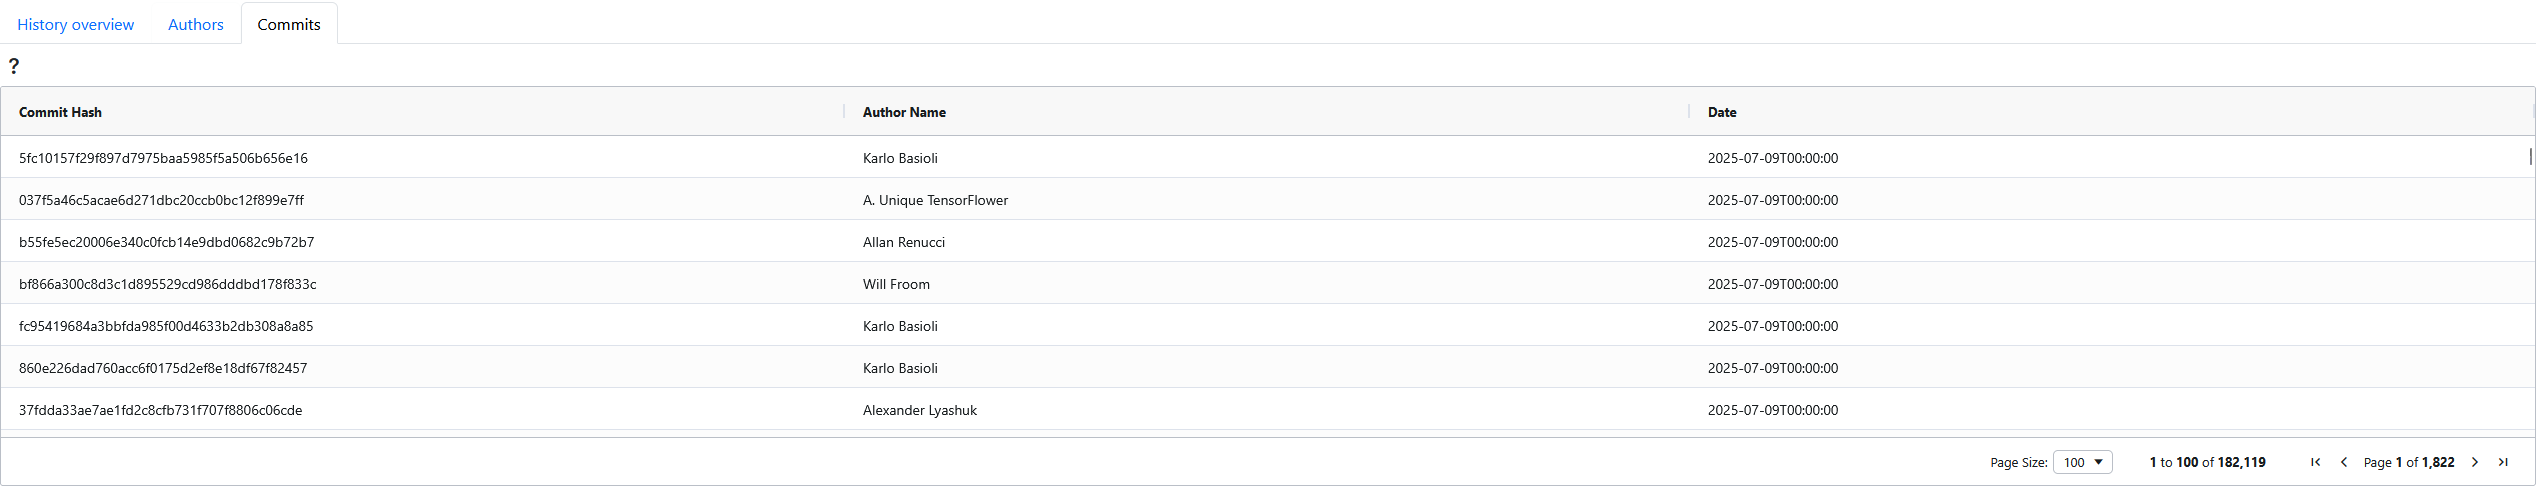 History overview Authors Commits
?
Commit Hash Author Name Date
5fc10157f29f897d7975baa5985f5a506b656e16 Karlo Basioli 2025-07-09T00:00:00
037f5a46c5acae6d271dbc20ccb0bc12f899e7ff A. Unique TensorFlower 2025-07-09T00:00:00
b55fe5ec20006e340c0fcb14e9dbd0682c9b72b7 Allan Renucci 2025-07-09T00:00:00
bf866a300c8d3c1d895529cd986dddbd178f833c Will Froom 2025-07-09T00:00:00
fc95419684a3bbfda985f00d4633b2db308a8a85 Karlo Basioli 2025-07-09T00:00:00
860e226dad760acc6f0175d2ef8e18df67f82457 Karlo Basioli 2025-07-09T00:00:00
37fdda33ae7ae1fd2c8cfb731f707f8806c06cde Alexander Lyashuk 2025-07-09T00:00:00
Page Size: 100 1 to 100 of 182,119 Page 1 of 1,822